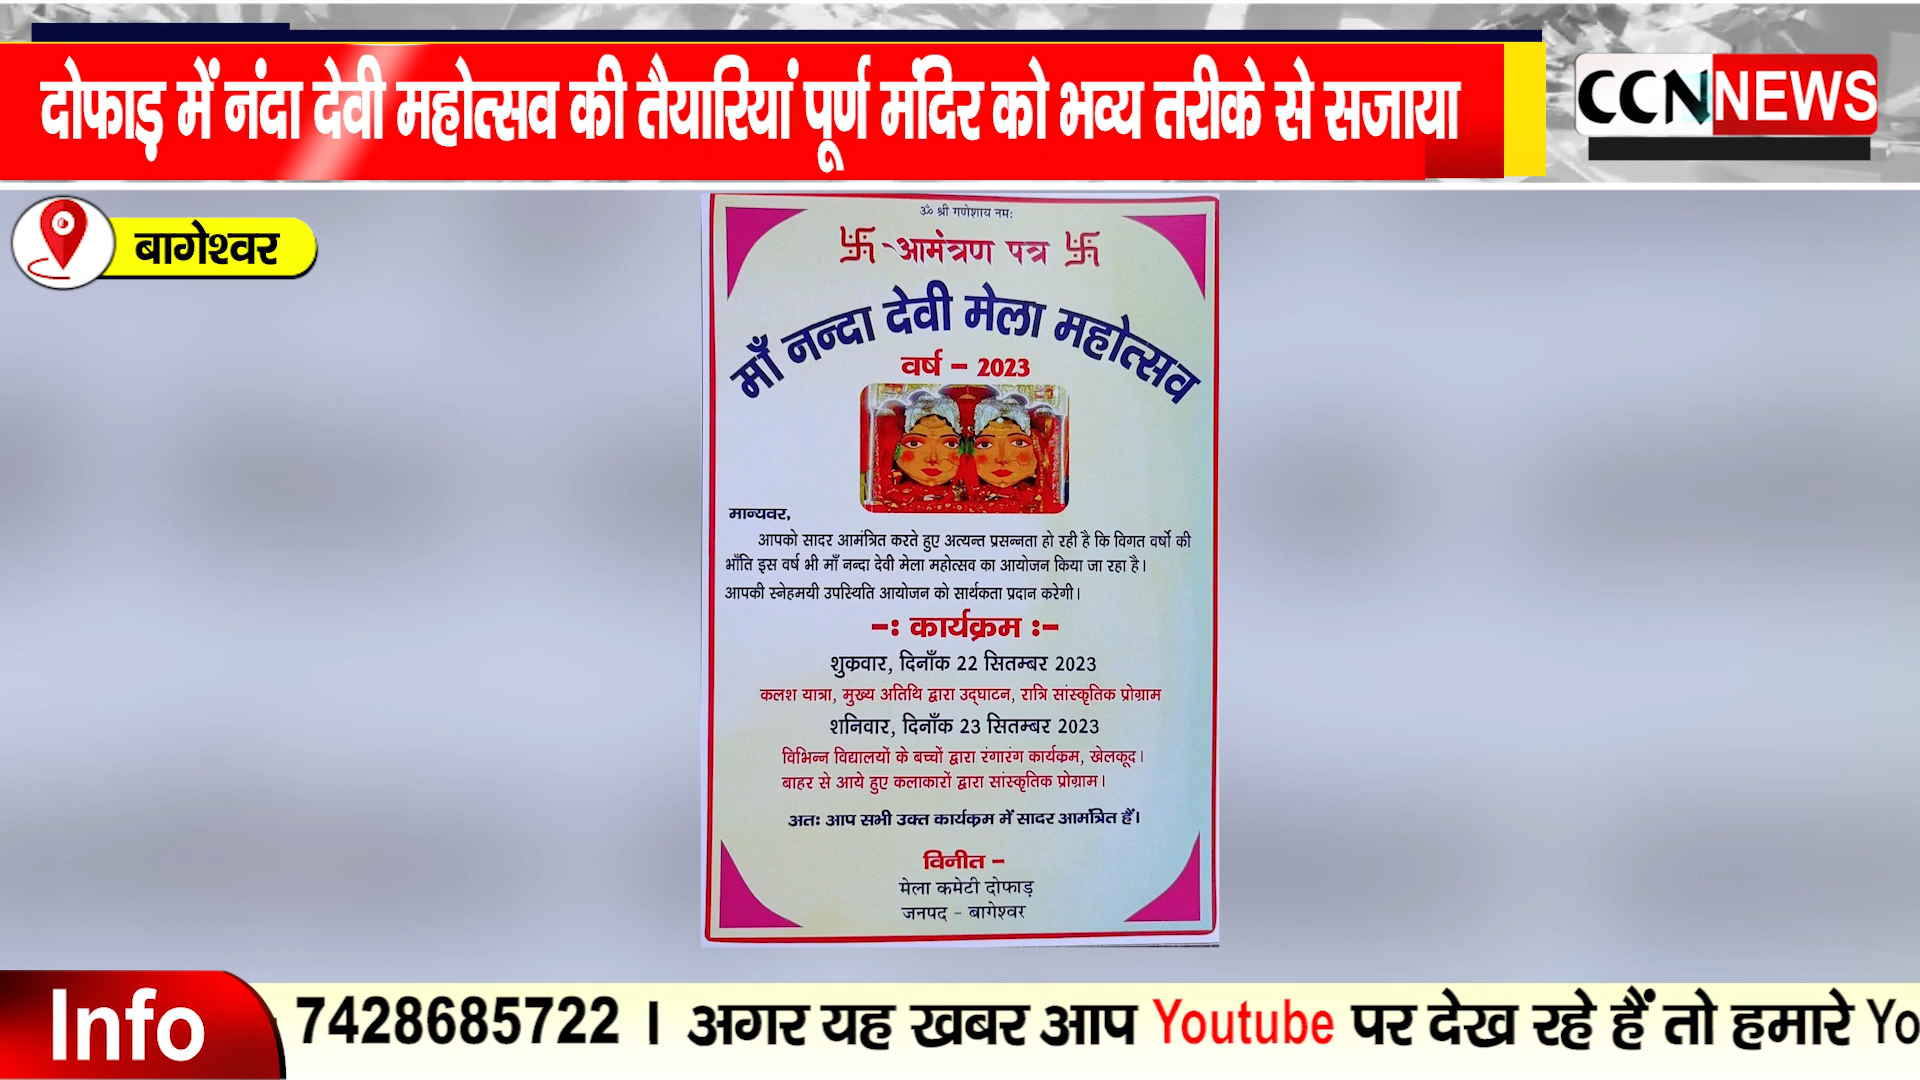 दोफाड़ में नंदा देवी महोत्सव की तैयारियां पूर्ण मंदिर को भव्य तरीके से सजाया
CCN NEWS
बागेश्वर
ॐ श्री गणेशाय नमः
卐 आमंत्रण पत्र 卐
माँ नन्दा देवी मेला महोत्सव
वर्ष – 2023
मान्यवर,
आपको सादर आमंत्रित करते हुए अत्यन्त प्रसन्नता हो रही है कि विगत वर्षो की
भाँति इस वर्ष भी माँ नन्दा देवी मेला महोत्सव का आयोजन किया जा रहा है।
आपकी स्नेहमयी उपस्थिति आयोजन को सार्थकता प्रदान करेगी।
-: कार्यक्रम :-
शुक्रवार, दिनाँक 22 सितम्बर 2023
कलश यात्रा, मुख्य अतिथि द्वारा उद्घाटन, रात्रि सांस्कृतिक प्रोग्राम
शनिवार, दिनाँक 23 सितम्बर 2023
विभिन्न विद्यालयों के बच्चों द्वारा रंगारंग कार्यक्रम, खेलकूद।
बाहर से आये हुए कलाकारों द्वारा सांस्कृतिक प्रोग्राम।
अतः आप सभी उक्त कार्यक्रम में सादर आमंत्रित हैं।
विनीत –
मेला कमेटी दोफाड़
जनपद – बागेश्वर
Info
7428685722 । अगर यह खबर आप Youtube पर देख रहे हैं तो हमारे Yo